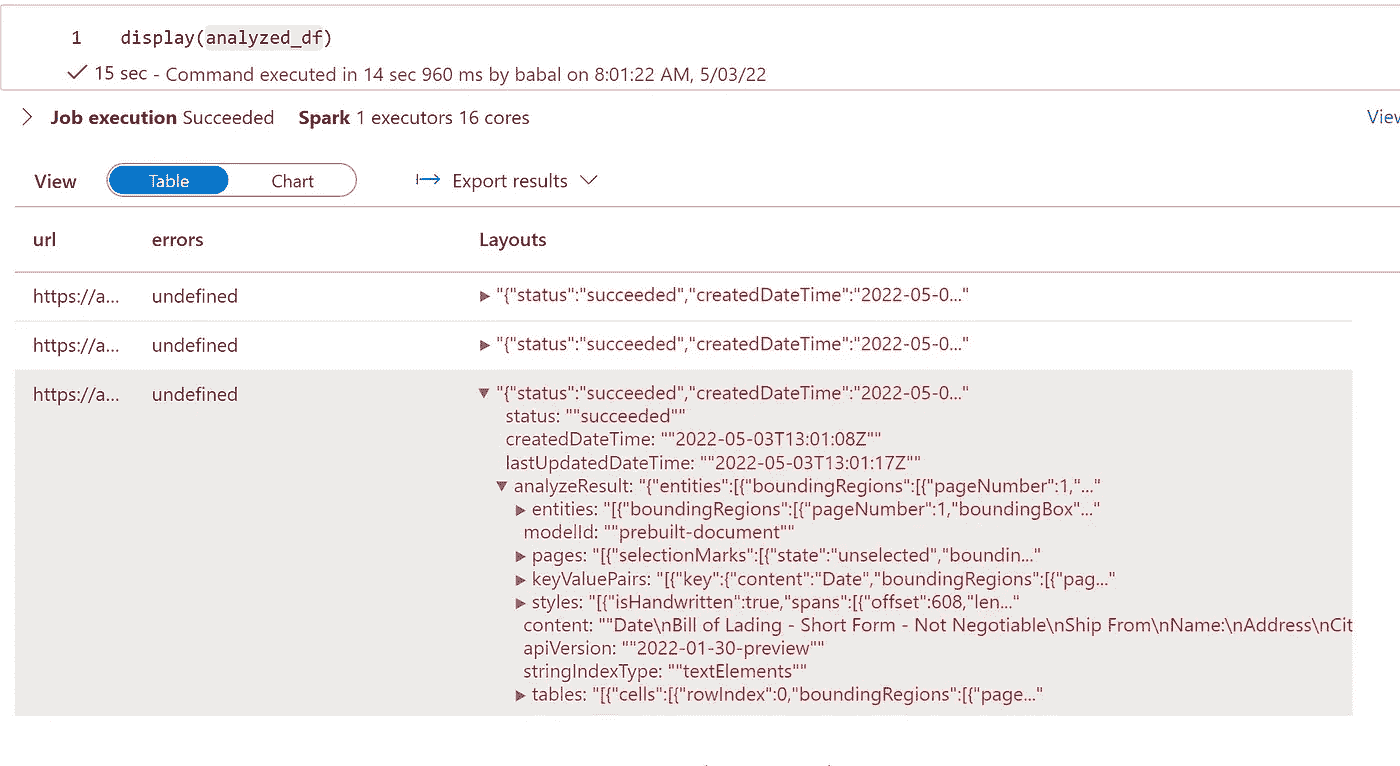 1 display(analyzed_df)
15 sec - Command executed in 14 sec 960 ms by babal on 8:01:22 AM, 5/03/22
Job execution Succeeded Spark 1 executors 16 cores View
View Table Chart Export results
url errors Layouts
https://a... undefined "{"status":"succeeded","createdDateTime":"2022-05-0..."
https://a... undefined "{"status":"succeeded","createdDateTime":"2022-05-0..."
https://a... undefined "{"status":"succeeded","createdDateTime":"2022-05-0..."
status: ""succeeded""
createdDateTime: ""2022-05-03T13:01:08Z""
lastUpdatedDateTime: ""2022-05-03T13:01:17Z""
analyzeResult: "{"entities":[{"boundingRegions":[{"pageNumber":1,"..."
entities: "[{"boundingRegions":[{"pageNumber":1,"boundingBox"..."
modelId: ""prebuilt-document""
pages: "[{"selectionMarks":[{"state":"unselected","boundin..."
keyValuePairs: "[{"key":{"content":"Date","boundingRegions":[{"pag..."
styles: "[{"isHandwritten":true,"spans":[{"offset":608,"len..."
content: ""Date\nBill of Lading - Short Form - Not Negotiable\nShip From\nName:\nAddress\nCit
apiVersion: ""2022-01-30-preview""
stringIndexType: ""textElements""
tables: "[{"cells":[{"rowIndex":0,"boundingRegions":[{"page..."